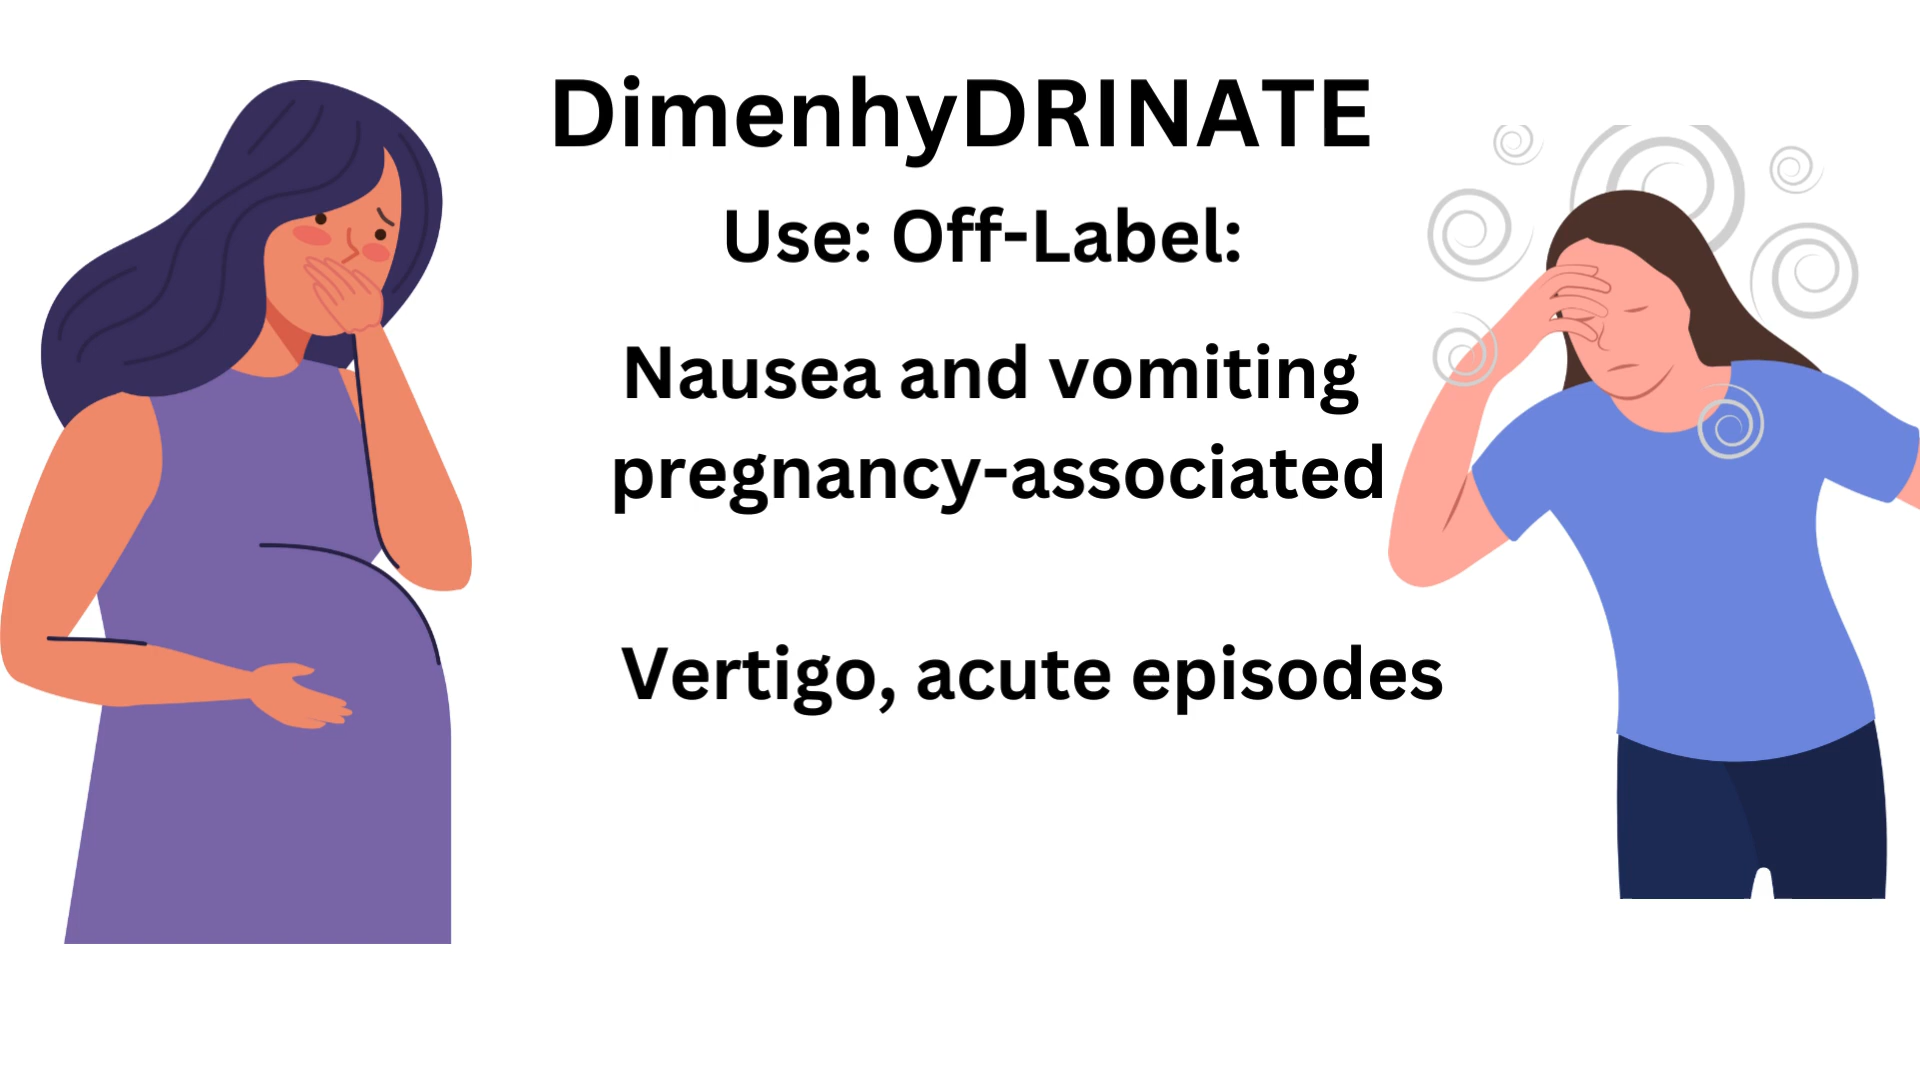 DimenhyDRINATE
Use: Off-Label:
Nausea and vomiting
pregnancy-associated
Vertigo, acute episodes